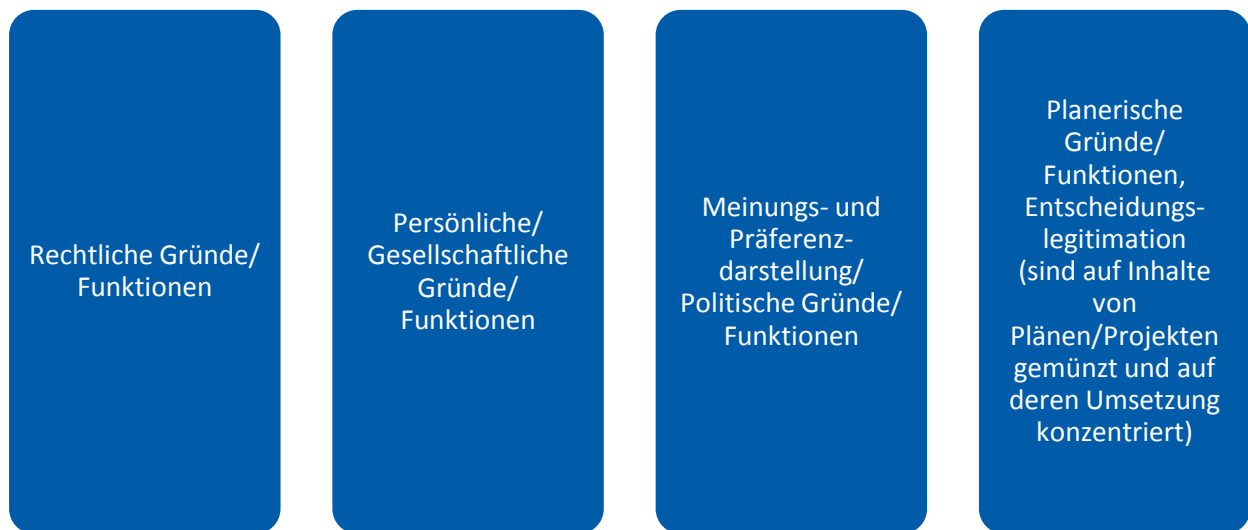 Rechtliche Gründe/
Funktionen
Persönliche/
Gesellschaftliche
Gründe/
Funktionen
Meinungs- und
Präferenz-
darstellung/
Politische Gründe/
Funktionen
Planerische
Gründe/
Funktionen,
Entscheidungs-
legitimation
(sind auf Inhalte
von
Plänen/Projekten
gemünzt und auf
deren Umsetzung
konzentriert)